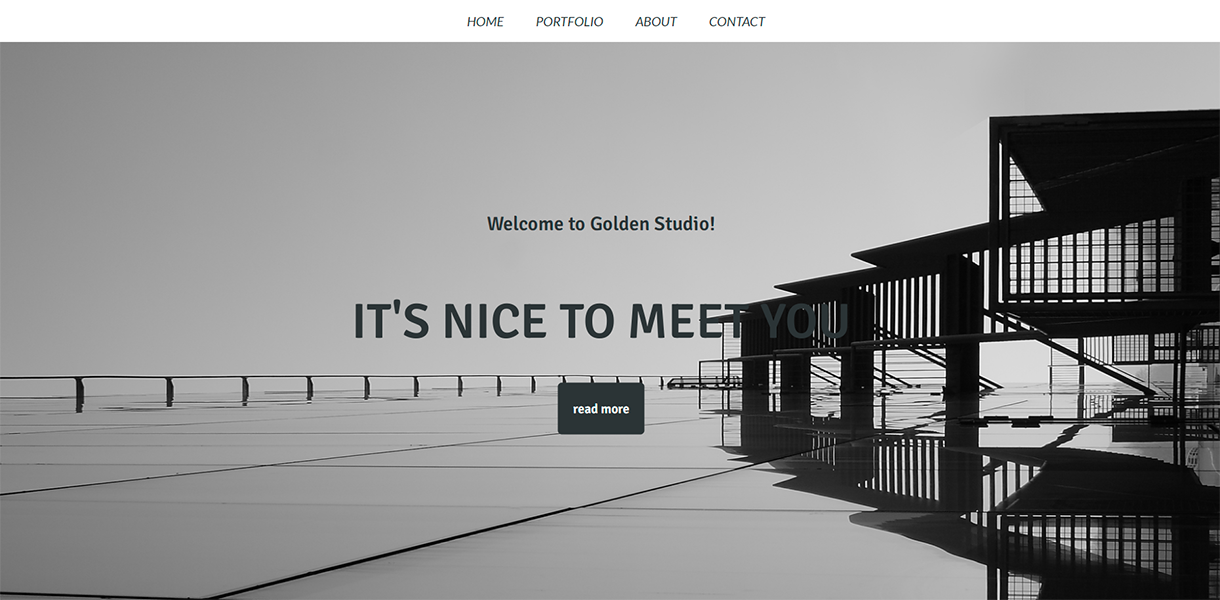 HOME PORTFOLIO ABOUT CONTACT
Welcome to Golden Studio!
IT'S NICE TO MEET YOU
read more